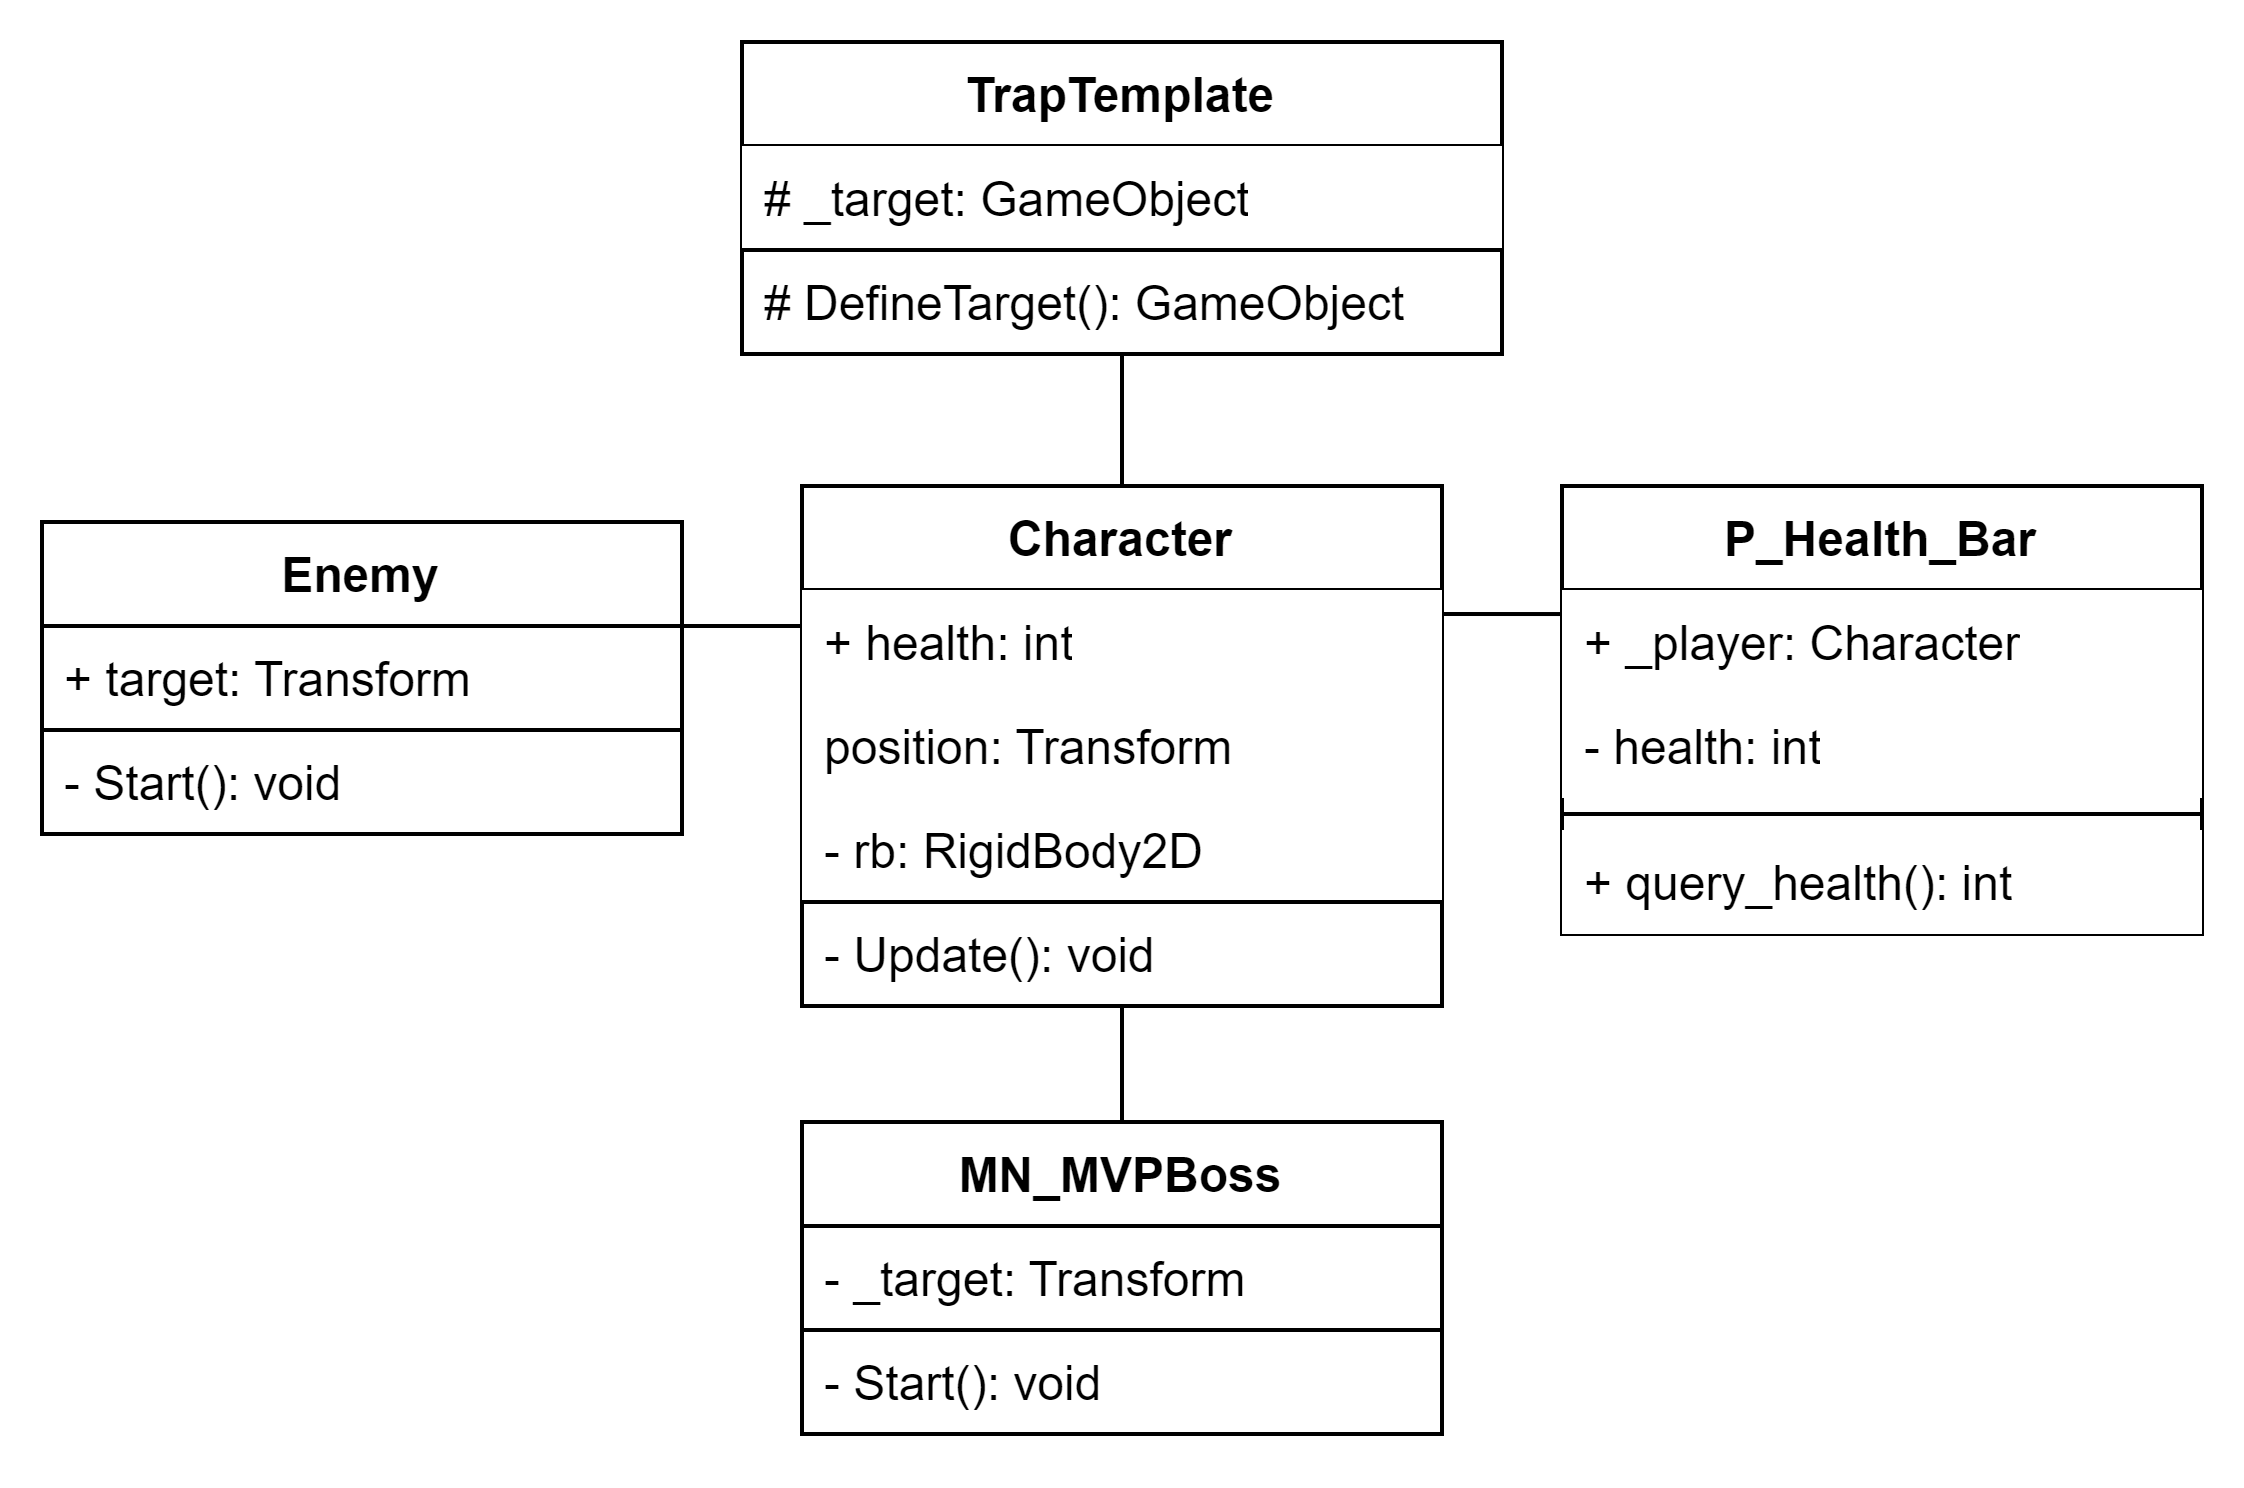 TrapTemplate
# _target: GameObject
# DefineTarget(): GameObject
Enemy
+ target: Transform
- Start(): void
Character
+ health: int
position: Transform
- rb: RigidBody2D
- Update(): void
P_Health_Bar
+ _player: Character
- health: int
+ query_health(): int
MN_MVPBoss
- _target: Transform
- Start(): void